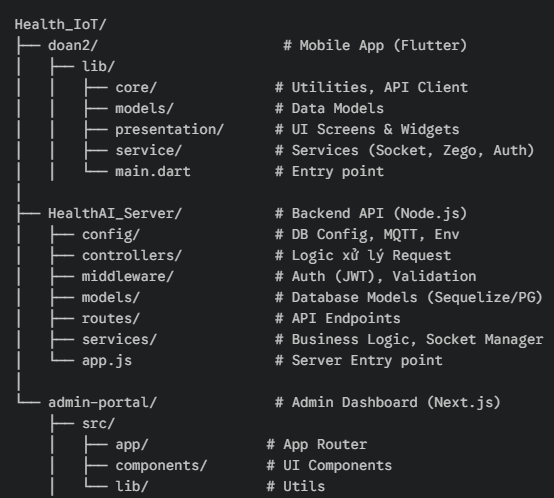 Health_IoT/
├── doan2/                      # Mobile App (Flutter)
│   ├── lib/
│   │   ├── core/              # Utilities, API Client
│   │   ├── models/            # Data Models
│   │   ├── presentation/      # UI Screens & Widgets
│   │   ├── service/           # Services (Socket, Zego, Auth)
│   │   └── main.dart          # Entry point
│
├── HealthAI_Server/           # Backend API (Node.js)
│   ├── config/                # DB Config, MQTT, Env
│   ├── controllers/           # Logic xử lý Request
│   ├── middleware/            # Auth (JWT), Validation
│   ├── models/                # Database Models (Sequelize/PG)
│   ├── routes/                # API Endpoints
│   ├── services/              # Business Logic, Socket Manager
│   └── app.js                 # Server Entry point
│
└── admin-portal/              # Admin Dashboard (Next.js)
    ├── src/
    │   ├── app/              # App Router
    │   ├── components/       # UI Components
    │   └── lib/              # Utils